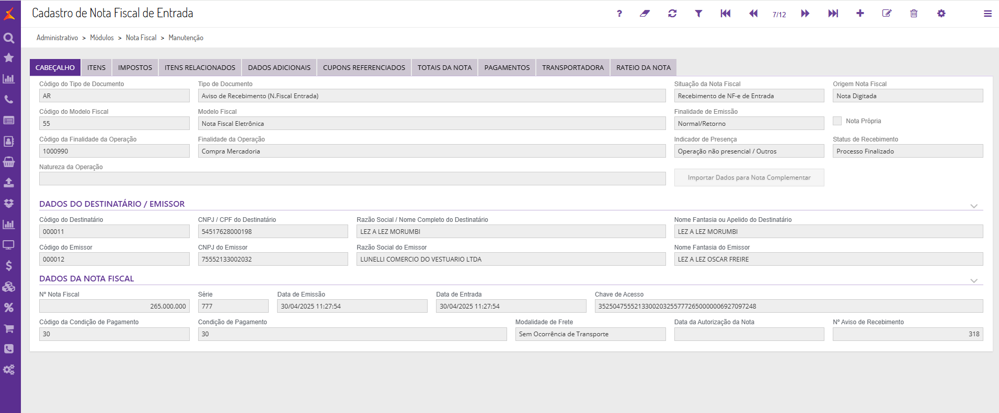 Cadastro de Nota Fiscal de Entrada
7/12
Administrativo > Módulos > Nota Fiscal > Manutenção
CABEÇALHO ITENS IMPOSTOS ITENS RELACIONADOS DADOS ADICIONAIS CUPONS REFERENCIADOS TOTAIS DA NOTA PAGAMENTOS TRANSPORTADORA RATEIO DA NOTA
Código do Tipo de Documento Tipo de Documento Situação da Nota Fiscal Origem Nota Fiscal
AR Aviso de Recebimento (N.Fiscal Entrada) Recebimento de NF-e de Entrada Nota Digitada
Código do Modelo Fiscal Modelo Fiscal Finalidade de Emissão
55 Nota Fiscal Eletrônica Normal/Retorno Nota Própria
Código da Finalidade da Operação Finalidade da Operação Indicador de Presença Status de Recebimento
1000990 Compra Mercadoria Operação não presencial / Outros Processo Finalizado
Natureza da Operação
Importar Dados para Nota Complementar
DADOS DO DESTINATÁRIO / EMISSOR
Código do Destinatário CNPJ / CPF do Destinatário Razão Social / Nome Completo do Destinatário Nome Fantasia ou Apelido do Destinatário
000011 54517628000198 LEZ A LEZ MORUMBI LEZ A LEZ MORUMBI
Código do Emissor CNPJ do Emissor Razão Social do Emissor Nome Fantasia do Emissor
000012 75552133002032 LUNELLI COMERCIO DO VESTUARIO LTDA LEZ A LEZ OSCAR FREIRE
DADOS DA NOTA FISCAL
Nº Nota Fiscal Série Data de Emissão Data de Entrada Chave de Acesso
265.000.000 777 30/04/2025 11:27:54 30/04/2025 11:27:54 35250475552133002032557772650000006927097248
Código da Condição de Pagamento Condição de Pagamento Modalidade de Frete Data da Autorização da Nota Nº Aviso de Recebimento
30 30 Sem Ocorrência de Transporte 318